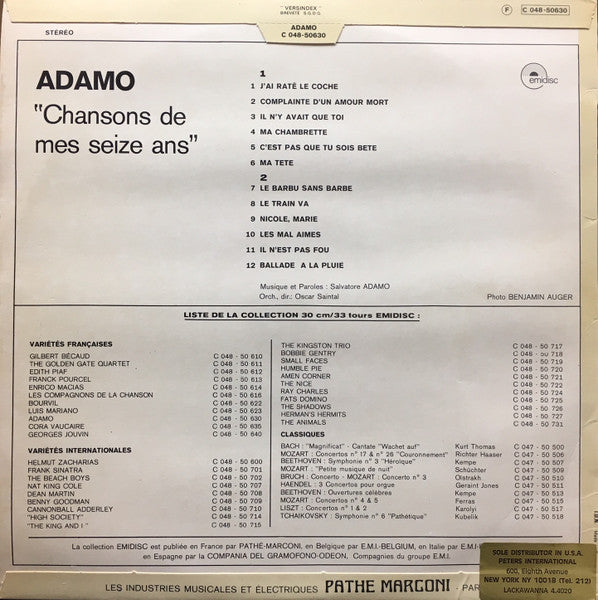 " VERSINDEX "
BREVETÉ S.G.D.G.
F C 048-50630
ADAMO
C 048-50630
STÉRÉO
ADAMO
"Chansons de
mes seize ans"
emidisc
1
1 J'AI RATÉ LE COCHE
2 COMPLAINTE D'UN AMOUR MORT
3 IL N'Y AVAIT QUE TOI
4 MA CHAMBRETTE
5 C'EST PAS QUE TU SOIS BETE
6 MA TETE
2
7 LE BARBU SANS BARBE
8 LE TRAIN VA
9 NICOLE, MARIE
10 LES MAL AIMES
11 IL N'EST PAS FOU
12 BALLADE A LA PLUIE
Musique et Paroles : Salvatore ADAMO
Orch., dir.: Oscar Saintal
Photo BENJAMIN AUGER
LISTE DE LA COLLECTION 30 cm/33 tours EMIDISC :
VARIÉTÉS FRANÇAISES
GILBERT BÉCAUD C 048 - 50 610
THE GOLDEN GATE QUARTET C 048 - 50 611
EDITH PIAF C 048 - 50 612
FRANCK POURCEL C 048 - 50 613
ENRICO MACIAS C 048 - 50 614
LES COMPAGNONS DE LA CHANSON C 048 - 50 616
BOURVIL C 048 - 50 622
LUIS MARIANO C 048 - 50 623
ADAMO C 048 - 50 630
CORA VAUCAIRE C 048 - 50 635
GEORGES JOUVIN C 048 - 50 640
VARIÉTÉS INTERNATIONALES
HELMUT ZACHARIAS C 048 - 50 700
FRANK SINATRA C 048 - 50 701
THE BEACH BOYS C 048 - 50 702
NAT KING COLE C 048 - 50 707
DEAN MARTIN C 048 - 50 708
BENNY GOODMAN C 048 - 50 709
CANNONBALL ADDERLEY C 048 - 50 710
"HIGH SOCIETY" C 048 - 50 714
"THE KING AND I" C 048 - 50 715
THE KINGSTON TRIO C 048 - 50 717
BOBBIE GENTRY C 048 - 50 718
SMALL FACES C 048 - 50 719
HUMBLE PIE C 048 - 50 720
AMEN CORNER C 048 - 50 721
THE NICE C 048 - 50 722
RAY CHARLES C 048 - 50 724
FATS DOMINO C 048 - 50 725
THE SHADOWS C 048 - 50 726
HERMAN'S HERMITS C 048 - 50 727
THE ANIMALS C 048 - 50 731
CLASSIQUES
BACH : "Magnificat" - Cantate "Wachet auf" Kurt Thomas C 047 - 50 500
MOZART : Concertos n° 17 & n° 26 "Couronnement" Richter Haaser C 047 - 50 506
BEETHOVEN : Symphonie n° 3 "Héroïque" Kempe C 047 - 50 507
MOZART : "Petite musique de nuit" Schüchter C 047 - 50 509
BRUCH : Concerto - MOZART : Concerto n° 3 Oïstrakh C 047 - 50 510
HAENDEL : 3 Concertos pour orgue Geraint Jones C 047 - 50 511
BEETHOVEN : Ouvertures célèbres Kempe C 047 - 50 513
MOZART : Concertos n° 4 & 5 Ferras C 047 - 50 515
LISZT : Concertos n° 1 & 2 Karolyi C 047 - 50 517
TCHAIKOVSKY : Symphonie n° 6 "Pathétique" Kubelik C 047 - 50 518
La collection EMIDISC est publiée en France par PATHÉ-MARCONI, en Belgique par E.M.I.-BELGIUM, en Italie par E.M.I.
en Espagne par la COMPANIA DEL GRAMOFONO-ODEON, Compagnies du groupe E.M.I.
SOLE DISTRIBUTOR IN U.S.A.
PETERS INTERNATIONAL
600, Eighth Avenue
NEW YORK NY 10018 (Tel. 212)
LACKAWANNA 4.4020
LES INDUSTRIES MUSICALES ET ÉLECTRIQUES PATHE MARCONI - PAR